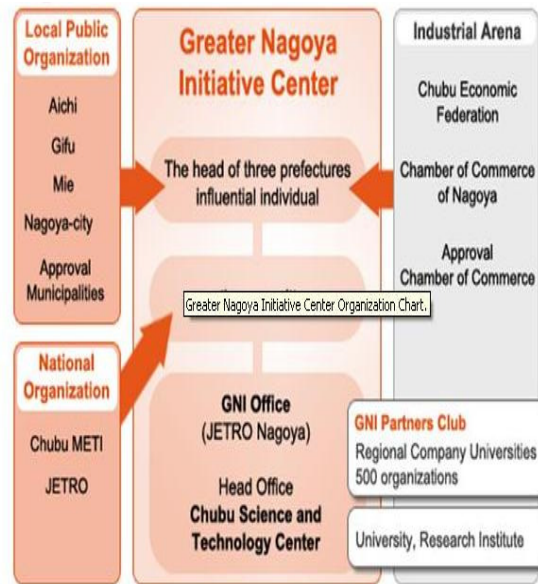 Local Public
Organization
Aichi
Gifu
Mie
Nagoya-city
Approval
Municipalities
National
Organization
Chubu METI
JETRO
Greater Nagoya
Initiative Center
The head of three prefectures
influential individual
Greater Nagoya Initiative Center Organization Chart.
GNI Office
(JETRO Nagoya)
Head Office
Chubu Science and
Technology Center
Industrial Arena
Chubu Economic
Federation
Chamber of Commerce
of Nagoya
Approval
Chamber of Commerce
GNI Partners Club
Regional Company Universities
500 organizations
University, Research Institute